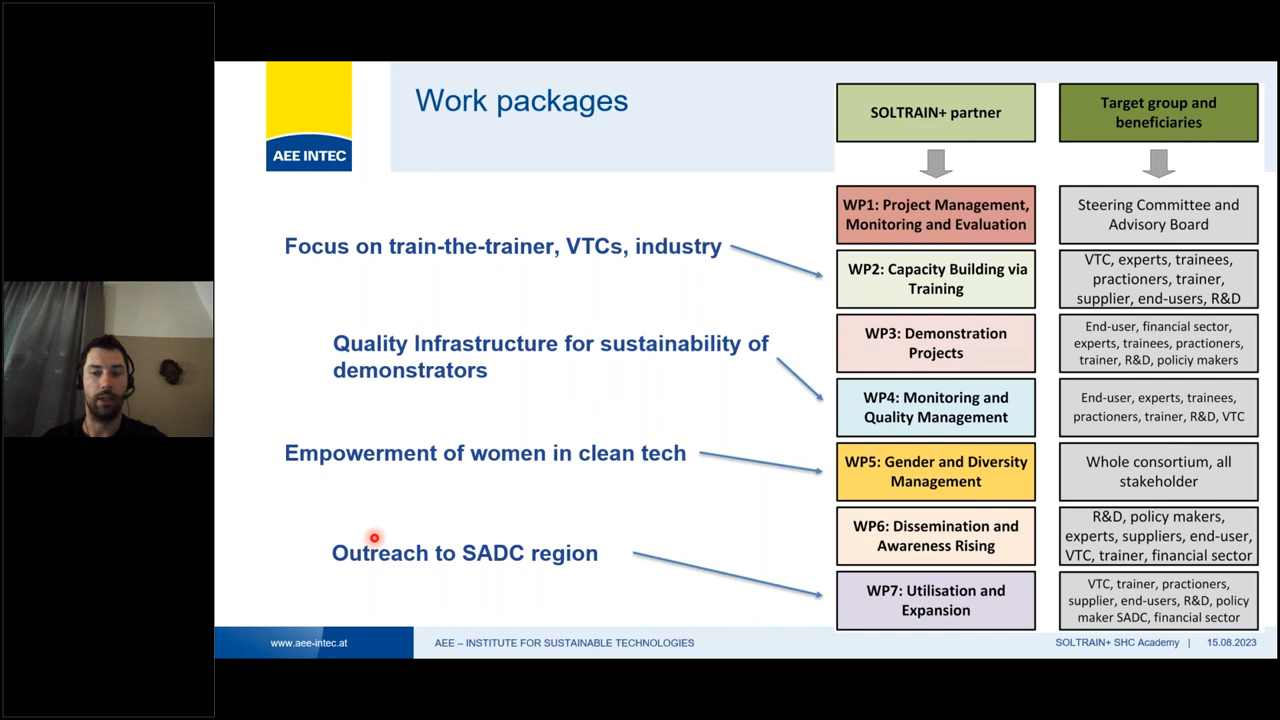 Work packages
AEE INTEC
SOLTRAIN+ partner
Target group and
beneficiaries
Focus on train-the-trainer, VTCs, industry
Quality Infrastructure for sustainability of
demonstrators
Empowerment of women in clean tech
Outreach to SADC region
WP1: Project Management,
Monitoring and Evaluation
Steering Committee and
Advisory Board
WP2: Capacity Building via
Training
VTC, experts, trainees,
practioners, trainer,
supplier, end-users, R&D
WP3: Demonstration
Projects
End-user, financial sector,
experts, trainees, practioners,
trainer, R&D, policiy makers
WP4: Monitoring and
Quality Management
End-user, experts, trainees,
practioners, trainer, R&D, VTC
WP5: Gender and Diversity
Management
Whole consortium, all
stakeholder
WP6: Dissemination and
Awareness Rising
R&D, policy makers,
experts, suppliers, end-user,
VTC, trainer, financial sector
WP7: Utilisation and
Expansion
VTC, trainer, practioners,
supplier, end-users, R&D, policy
maker SADC, financial sector
www.aee-intec.at
AEE – INSTITUTE FOR SUSTAINABLE TECHNOLOGIES
SOLTRAIN+ SHC Academy | 15.08.2023